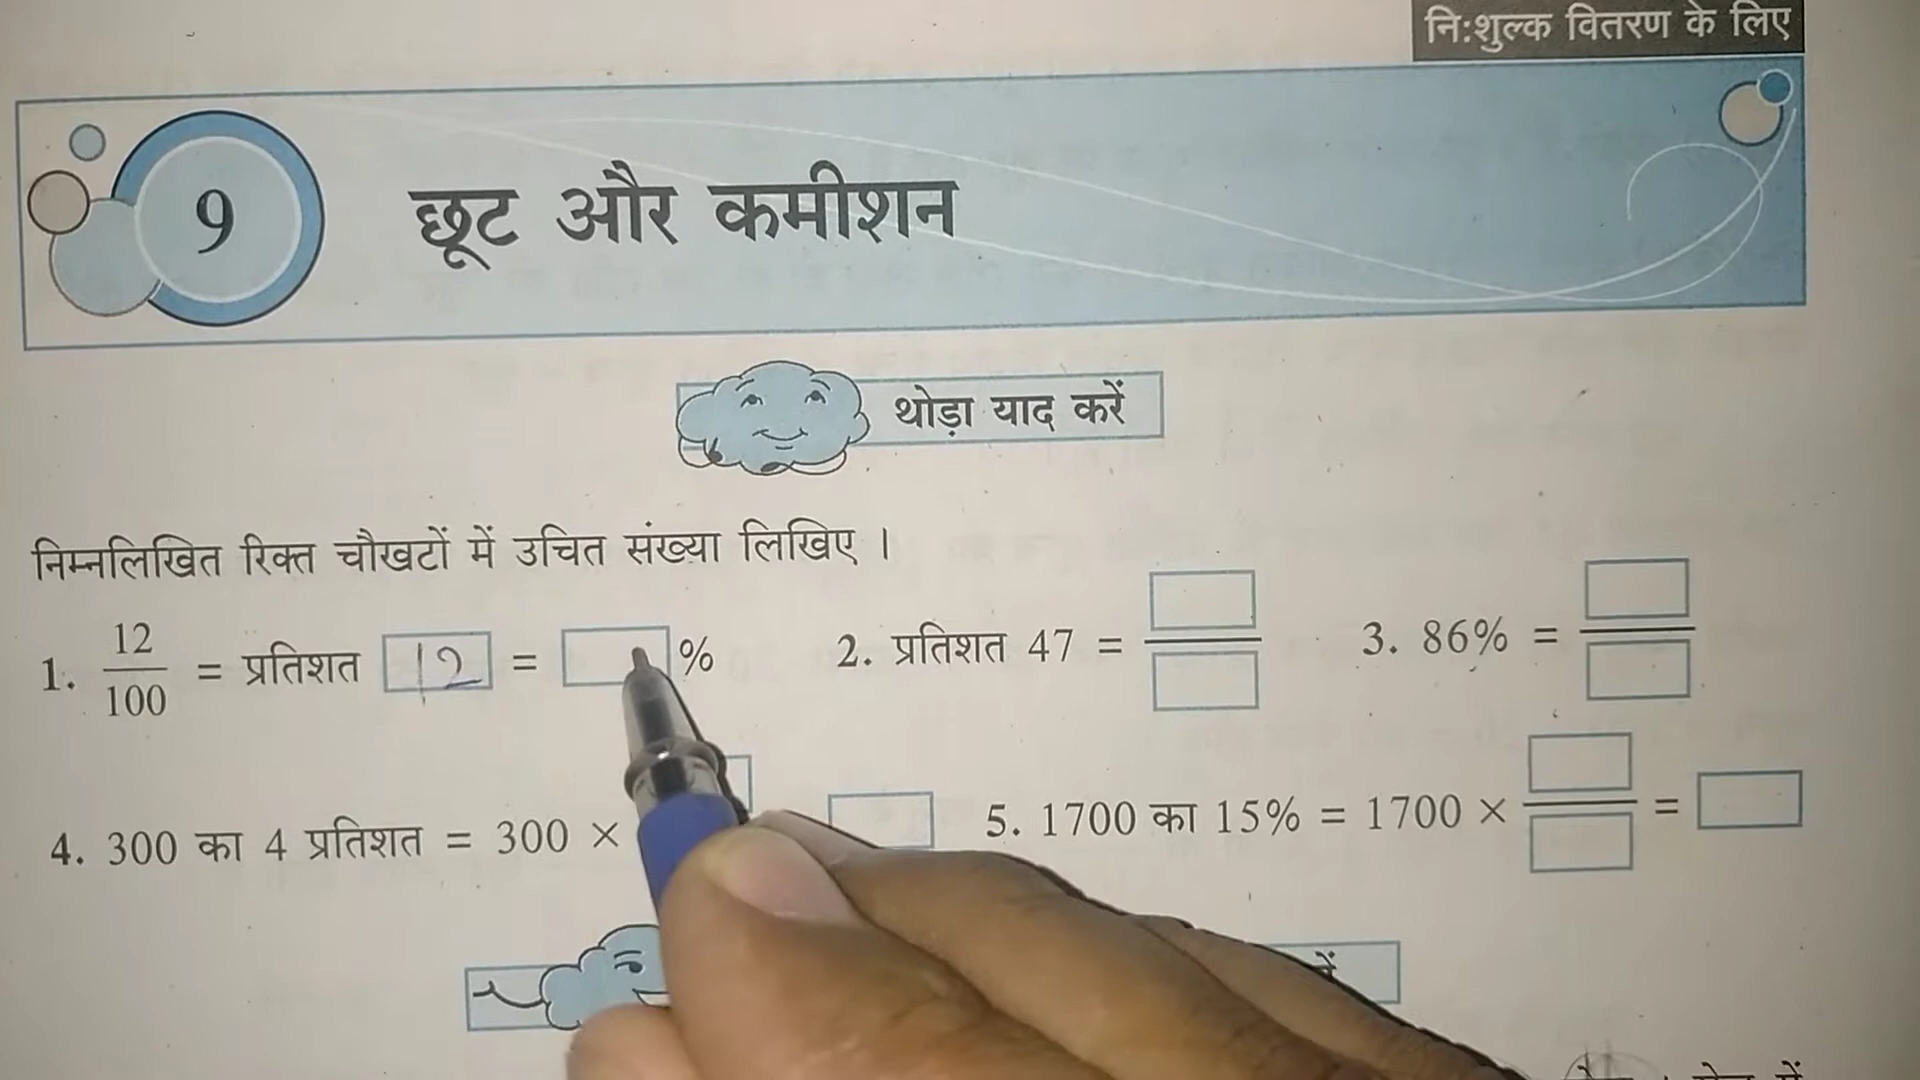 नि:शुल्क वितरण के लिए
9 छूट और कमीशन
थोड़ा याद करें
निम्नलिखित रिक्त चौखटों में उचित संख्या लिखिए ।
1. 12/100 = प्रतिशत 12 = % 2. प्रतिशत 47 = 3. 86% =
4. 300 का 4 प्रतिशत = 300 × 5. 1700 का 15% = 1700 × =
में